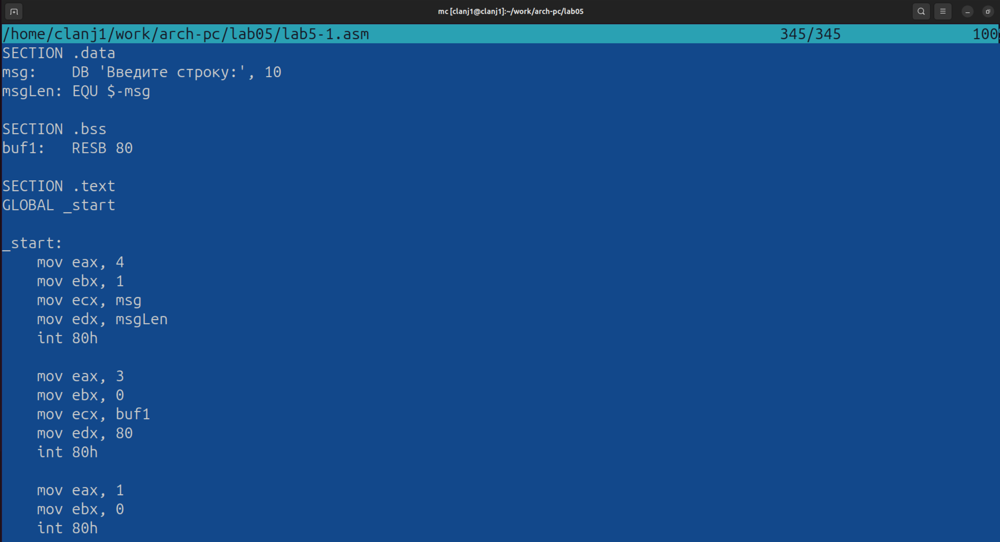 mc [clanj1@clanj1]:~/work/arch-pc/lab05
/home/clanj1/work/arch-pc/lab05/lab5-1.asm 345/345 100%
SECTION .data
msg:    DB 'Введите строку:', 10
msgLen: EQU $-msg

SECTION .bss
buf1:   RESB 80

SECTION .text
GLOBAL _start

_start:
    mov eax, 4
    mov ebx, 1
    mov ecx, msg
    mov edx, msgLen
    int 80h

    mov eax, 3
    mov ebx, 0
    mov ecx, buf1
    mov edx, 80
    int 80h

    mov eax, 1
    mov ebx, 0
    int 80h